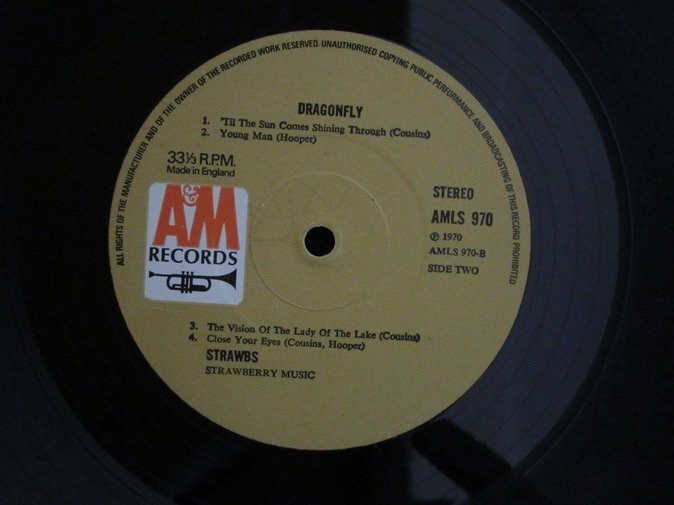 ALL RIGHTS OF THE MANUFACTURER AND OF THE OWNER OF THE RECORDED WORK RESERVED. UNAUTHORISED COPYING PUBLIC PERFORMANCE AND BROADCASTING OF THIS RECORD PROHIBITED
DRAGONFLY
1. 'Til The Sun Comes Shining Through (Cousins)
2. Young Man (Hooper)
33⅓ R.P.M.
Made in England
A&M
RECORDS
STEREO
AMLS 970
℗ 1970
AMLS 970-B
SIDE TWO
3. The Vision Of The Lady Of The Lake (Cousins)
4. Close Your Eyes (Cousins, Hooper)
STRAWBS
STRAWBERRY MUSIC